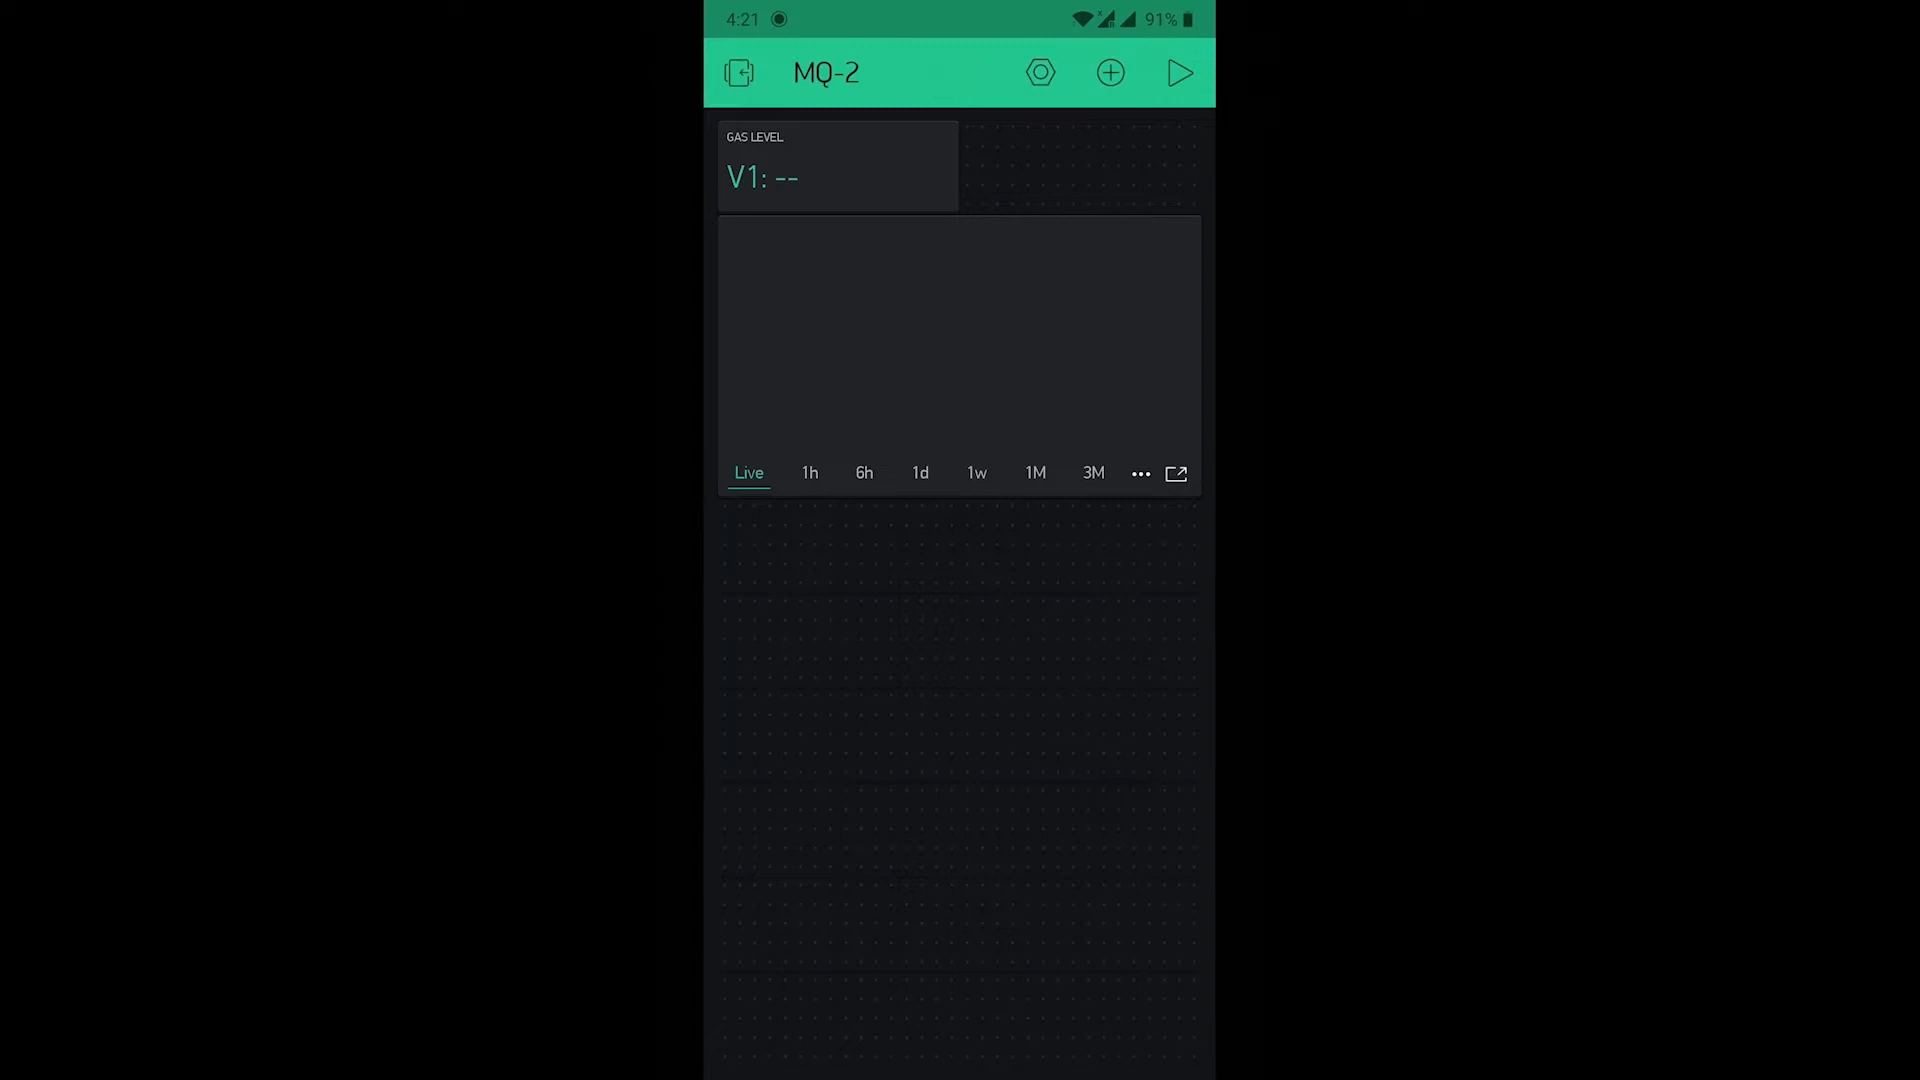 4:21 91%
MQ-2
GAS LEVEL
V1: --
Live 1h 6h 1d 1w 1M 3M